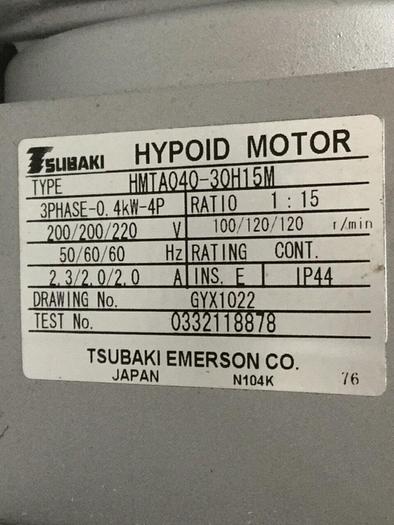 TSUBAKI HYPOID MOTOR
TYPE HMTA040-30H15M
3PHASE-0.4kW-4P RATIO 1:15
200/200/220 V 100/120/120 r/min
50/60/60 Hz RATING CONT.
2.3/2.0/2.0 A INS. E IP44
DRAWING No. GYX1022
TEST No. 0332118878
TSUBAKI EMERSON CO.
JAPAN N104K 76